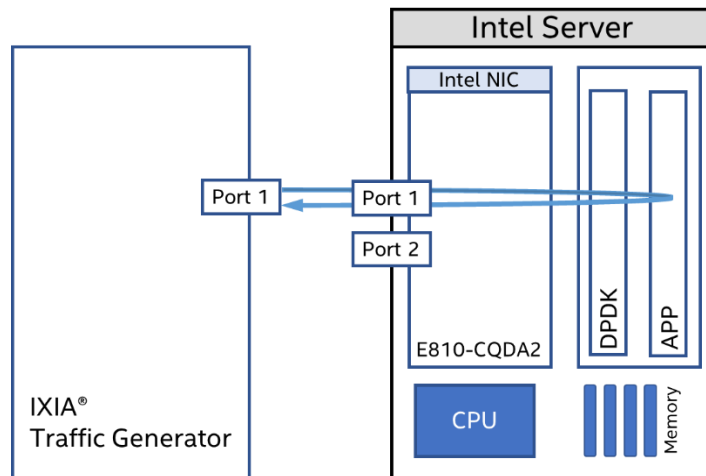 Intel Server
Intel NIC
Port 1
Port 1
Port 2
E810-CQDA2
DPDK
APP
IXIA®
Traffic Generator
CPU
Memory